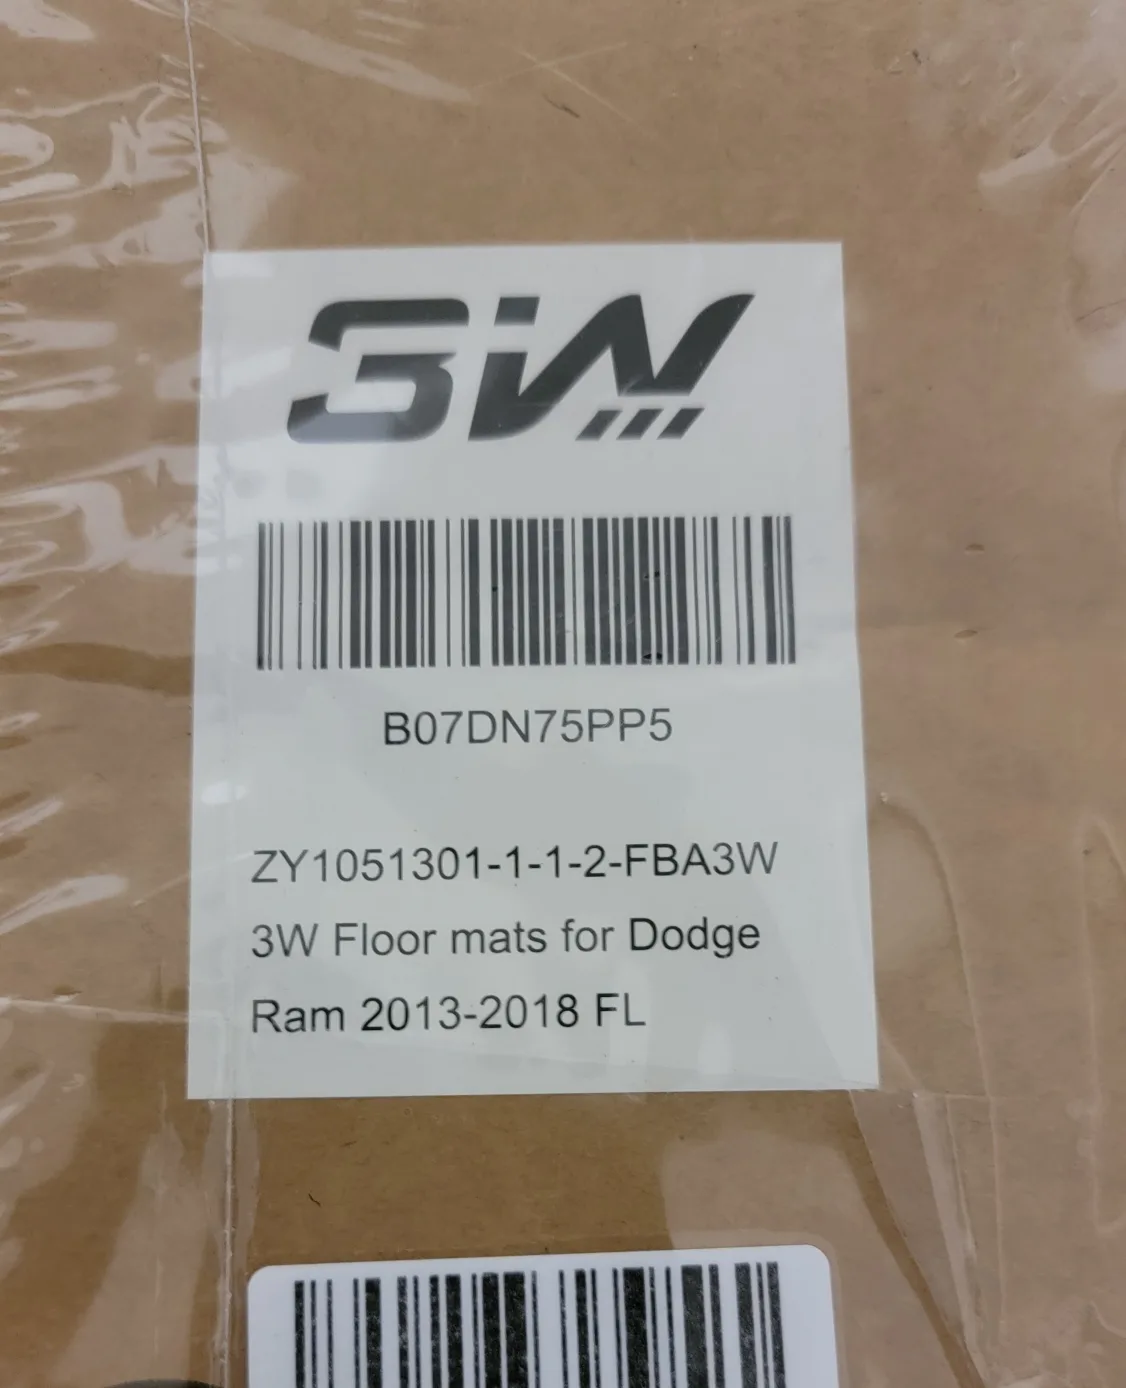 3W
B07DN75PP5
ZY1051301-1-1-2-FBA3W
3W Floor mats for Dodge
Ram 2013-2018 FL